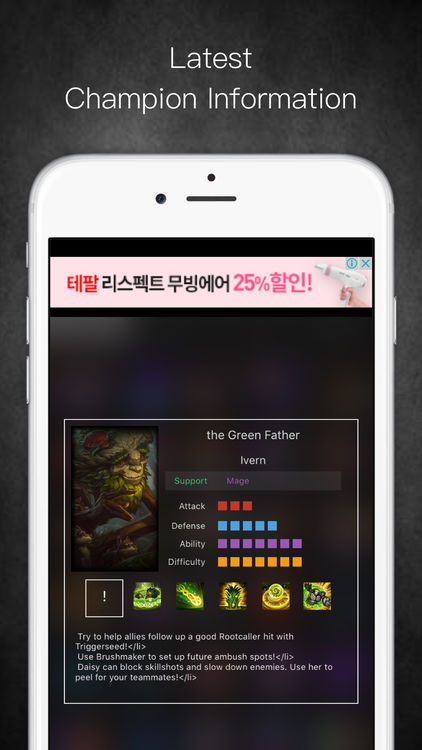 Latest
Champion Information
테팔 리스펙트 무빙에어 25%할인!
the Green Father
Ivern
Support Mage
Attack
Defense
Ability
Difficulty
!
Try to help allies follow up a good Rootcaller hit with
Triggerseed!</li>
Use Brushmaker to set up future ambush spots!</li>
Daisy can block skillshots and slow down enemies. Use her to
peel for your teammates!</li>